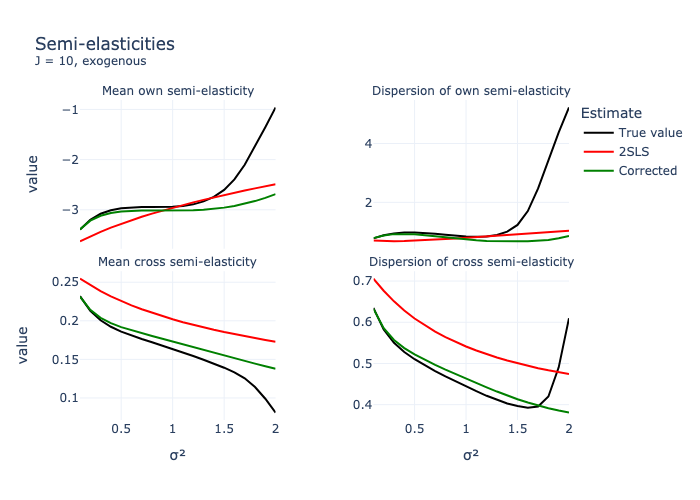 Semi-elasticities
J = 10, exogenous
Mean own semi-elasticity
Dispersion of own semi-elasticity
Estimate
True value
2SLS
Corrected
−1
−2
−3
value
4
2
Mean cross semi-elasticity
Dispersion of cross semi-elasticity
0.25
0.2
0.15
0.1
value
0.7
0.6
0.5
0.4
0.5
1
1.5
2
0.5
1
1.5
2
σ²
σ²